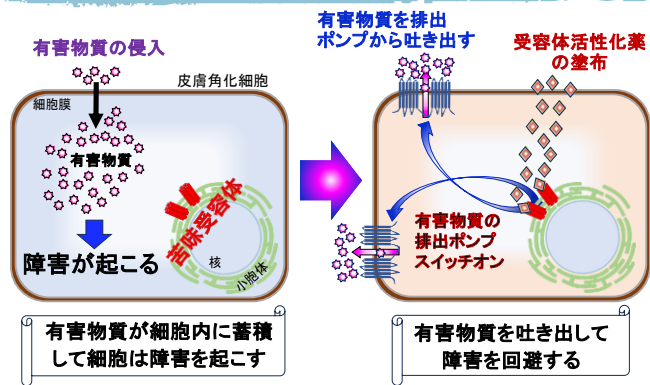 有害物質の侵入
皮膚角化細胞
細胞膜
有害物質
障害が起こる
苦味受容体
核
小胞体
有害物質が細胞内に蓄積
して細胞は障害を起こす
有害物質を排出
ポンプから吐き出す
受容体活性化薬
の塗布
有害物質の
排出ポンプ
スイッチオン
有害物質を吐き出して
障害を回避する